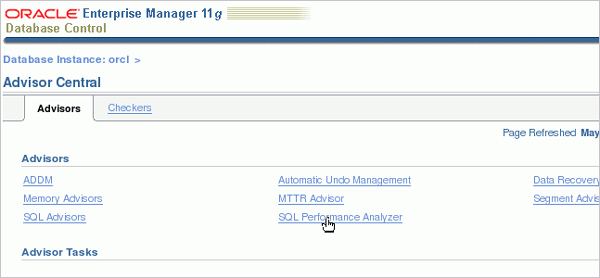 ORACLE Enterprise Manager 11g
Database Control
Database Instance: orcl >
Advisor Central
Advisors Checkers
Page Refreshed May
Advisors
ADDM Automatic Undo Management Data Recovery
Memory Advisors MTTR Advisor Segment Advis
SQL Advisors SQL Performance Analyzer
Advisor Tasks